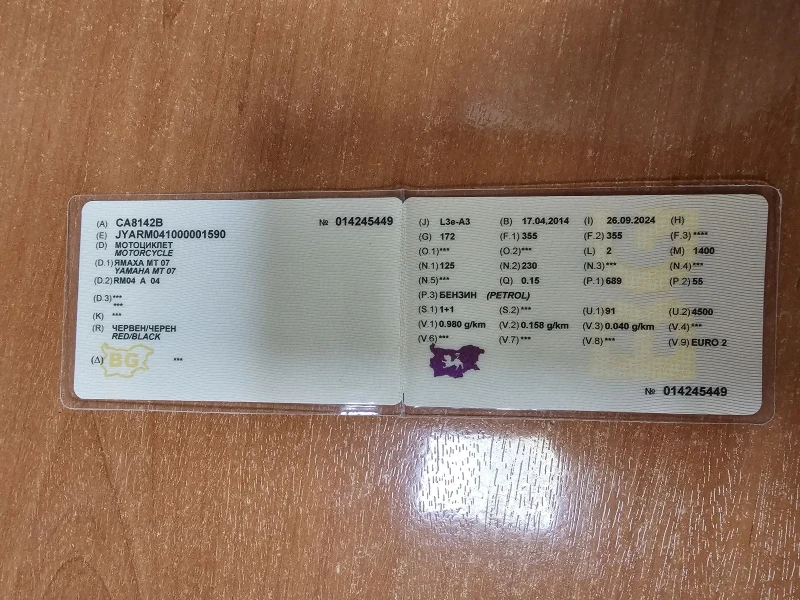 (A) CA8142B № 014245449
(E) JYARM041000001590
(D) МОТОЦИКЛЕТ
MOTORCYCLE
(D.1) ЯМАХА МТ 07
YAMAHA MT 07
(D.2) RM04 A 04
(D.3) ***
***
(K) ***
(R) ЧЕРВЕН/ЧЕРЕН
RED/BLACK
(Δ) BG ***
(J) L3e-A3 (B) 17.04.2014 (I) 26.09.2024 (H)
(G) 172 (F.1) 355 (F.2) 355 (F.3) ****
(O.1) *** (O.2) *** (L) 2 (M) 1400
(N.1) 125 (N.2) 230 (N.3) *** (N.4) ***
(N.5) *** (Q) 0.15 (P.1) 689 (P.2) 55
(P.3) БЕНЗИН (PETROL)
(S.1) 1+1 (S.2) *** (U.1) 91 (U.2) 4500
(V.1) 0.980 g/km (V.2) 0.158 g/km (V.3) 0.040 g/km (V.4) ***
(V.6) *** (V.7) *** (V.8) *** (V.9) EURO 2
№ 014245449